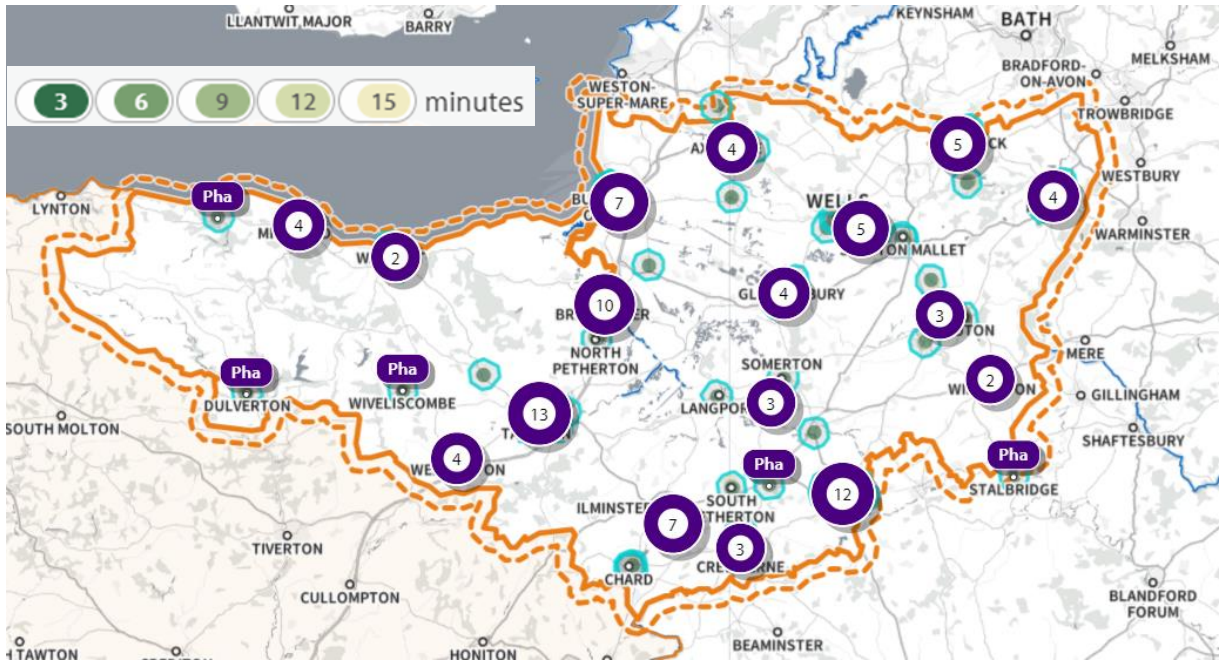 LLANTWIT MAJOR
BARRY
KEYNSHAM
BATH
MELKSHAM
BRADFORD-
ON-AVON
WESTON-
SUPER-MARE
3
6
9
12
15
minutes
TROWBRIDGE
4
5
WESTBURY
LYNTON
Pha
4
7
WELLS
5
4
WARMINSTER
2
MALLET
4
10
3
NORTH
PETHERTON
MERE
SOMERTON
2
GILLINGHAM
Pha
DULVERTON
Pha
WIVELISCOMBE
13
3
SOUTH MOLTON
SHAFTESBURY
4
Pha
Pha
STALBRIDGE
12
SOUTH
ILMINSTER
7
3
TIVERTON
CHARD
CULLOMPTON
BLANDFORD
FORUM
BEAMINSTER
HONITON
TAWTON